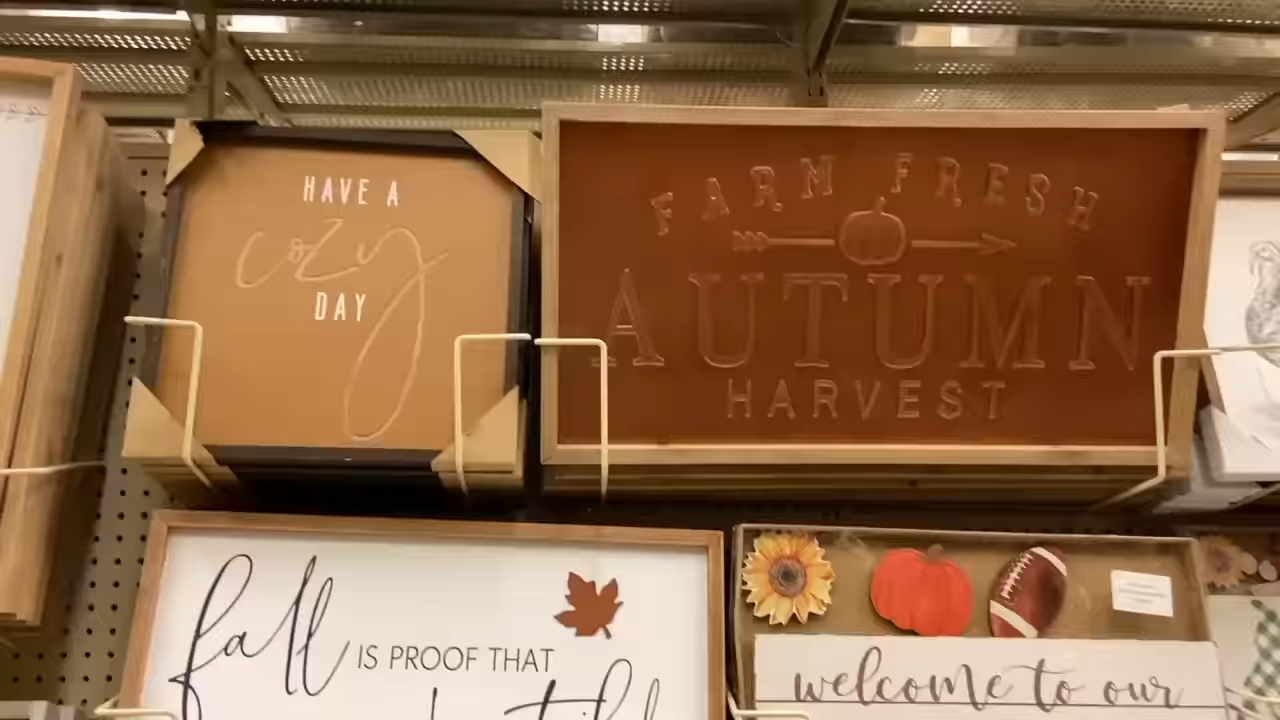 HAVE A
cozy
DAY
FARM FRESH
AUTUMN
HARVEST
fall IS PROOF THAT
welcome to our